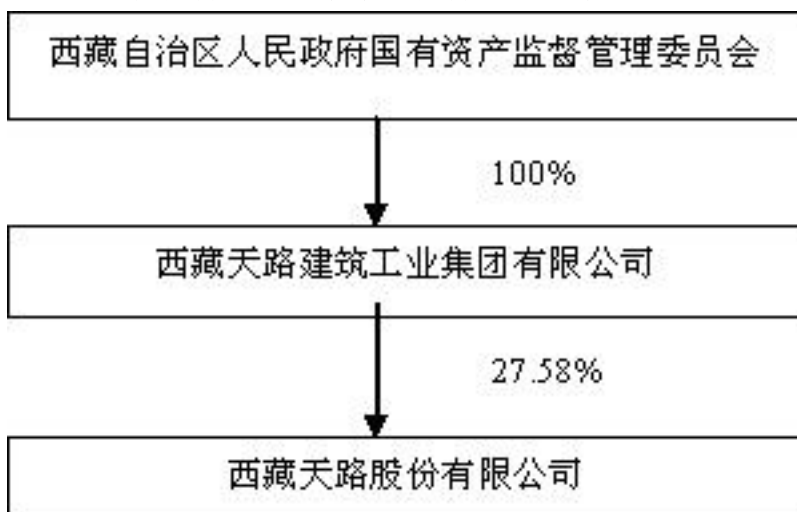 西藏自治区人民政府国有资产监督管理委员会
100%
西藏天路建筑工业集团有限公司
27.58%
西藏天路股份有限公司